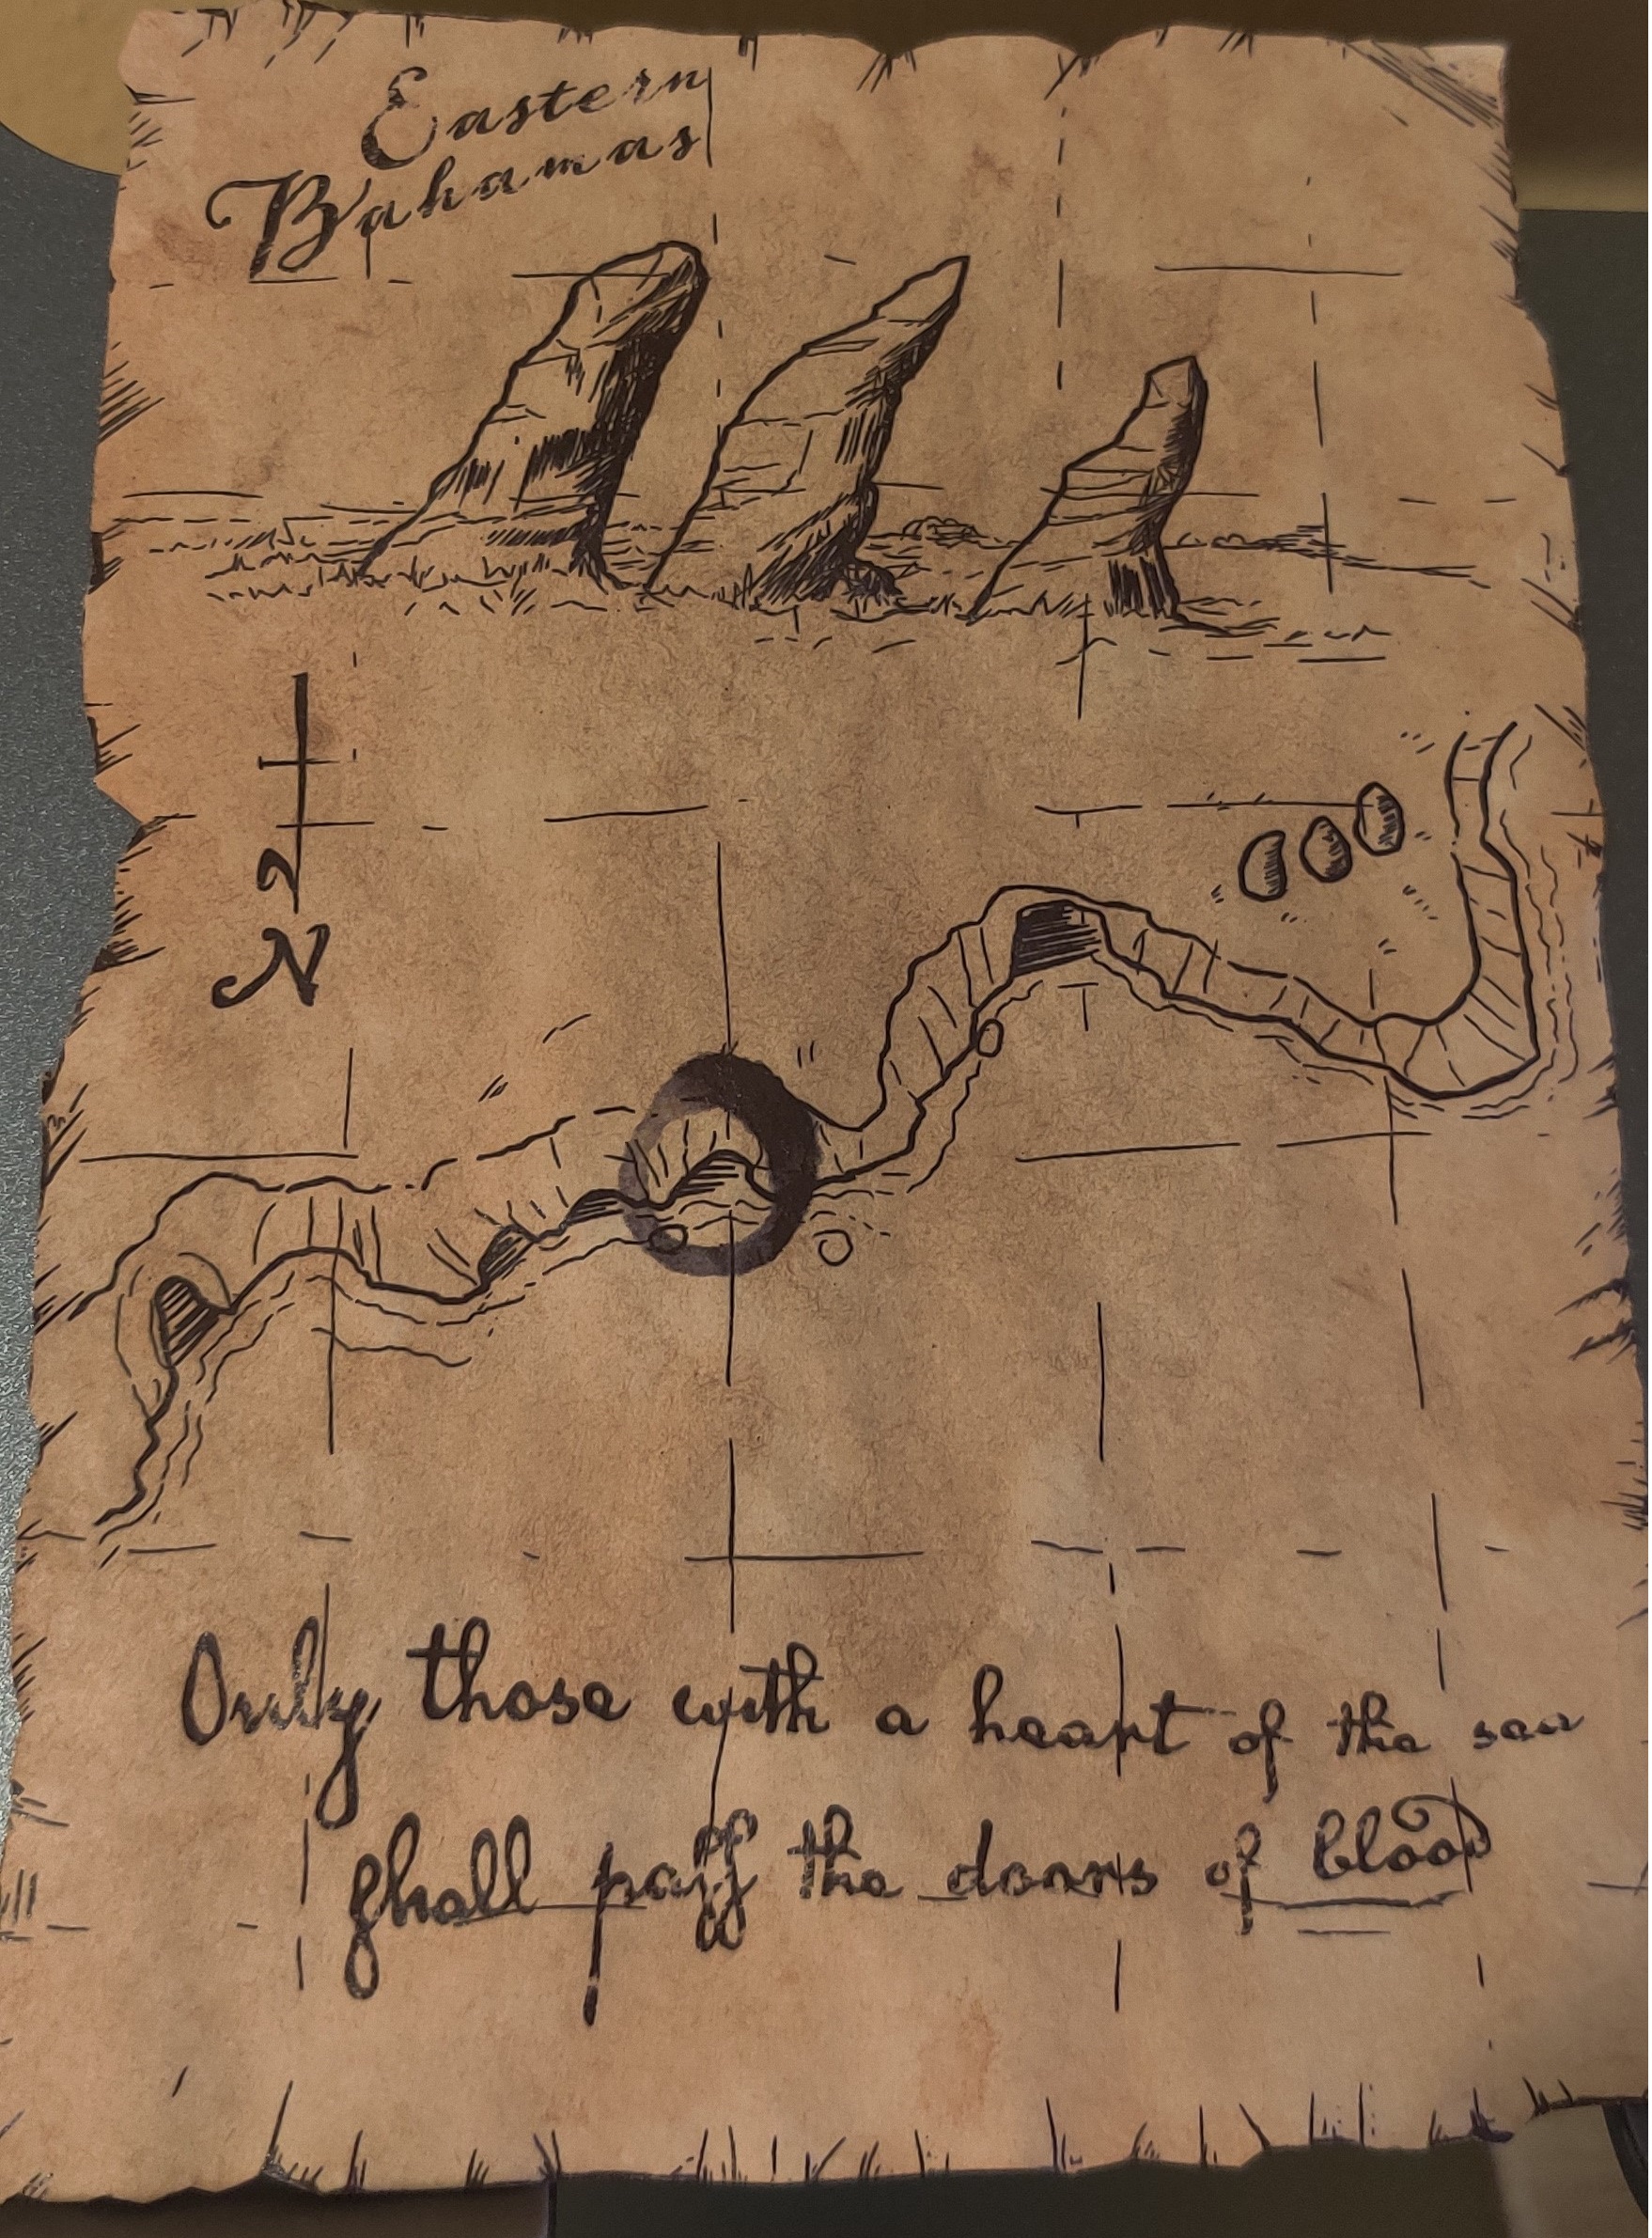 Eastern
Bahamas
N
Only those with a heart of the sea
ſhall paſſ the doors of blood